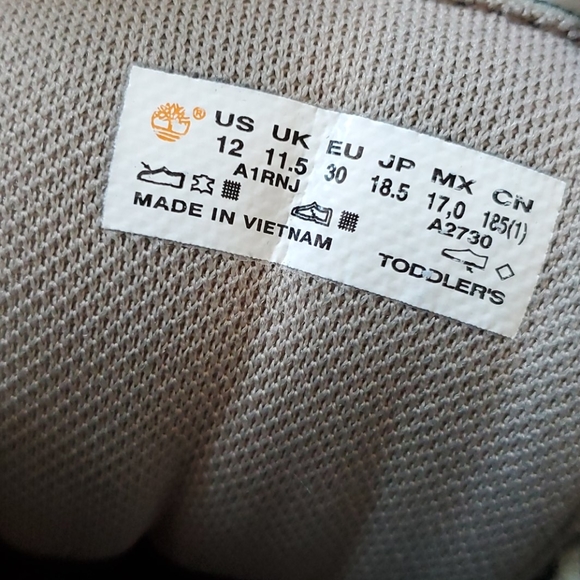 ®
US UK EU JP MX CN
12 11.5 30 18.5 17,0 185(1)
A1RNJ A2730
MADE IN VIETNAM TODDLER'S